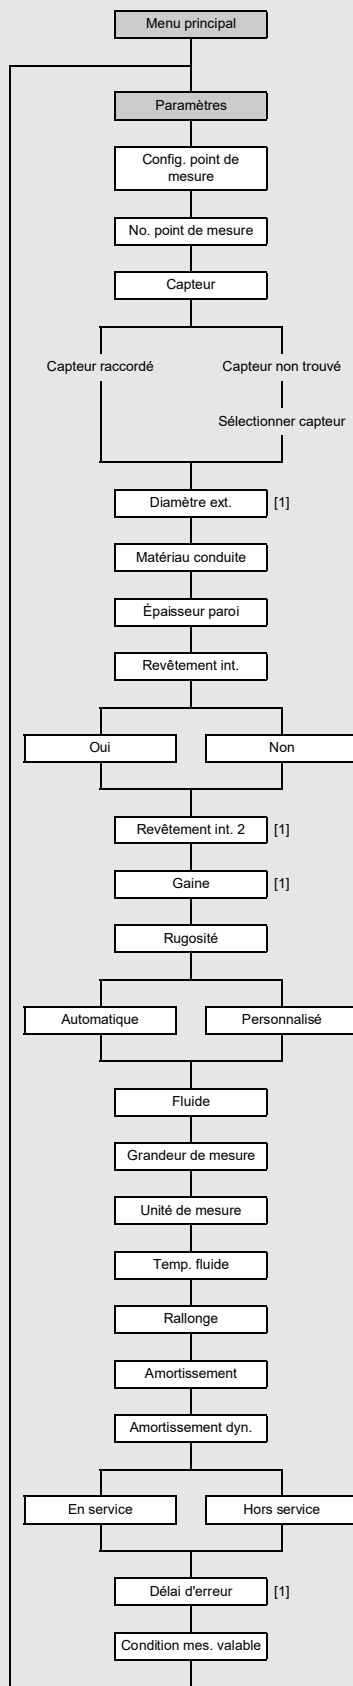 Menu principal
Paramètres
Config. point de
mesure
No. point de mesure
Capteur
Capteur raccordé
Capteur non trouvé
Sélectionner capteur
Diamètre ext. [1]
Matériau conduite
Épaisseur paroi
Revêtement int.
Oui
Non
Revêtement int. 2 [1]
Gaine [1]
Rugosité
Automatique
Personnalisé
Fluide
Grandeur de mesure
Unité de mesure
Temp. fluide
Rallonge
Amortissement
Amortissement dyn.
En service
Hors service
Délai d'erreur [1]
Condition mes. valable